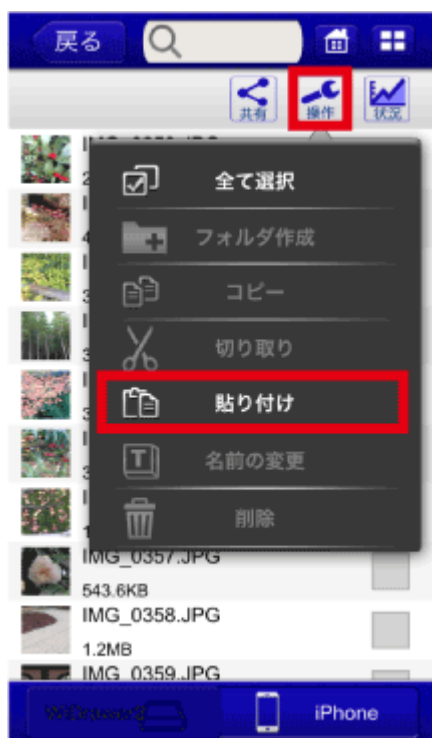 戻る
共有
操作
状況
全て選択
フォルダ作成
コピー
切り取り
貼り付け
名前の変更
削除
IMG_0357.JPG
543.6KB
IMG_0358.JPG
1.2MB
IMG_0359.JPG
iPhone